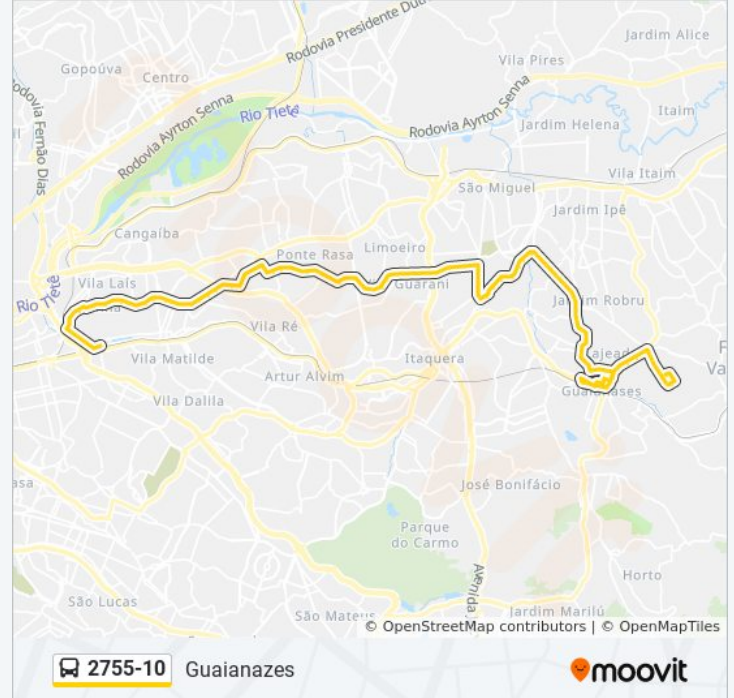 Rodovia Presidente Du
Jardim Alice
Gopoúva
Centro
Vila Pires
Rodovia Ayrton Senna
Rodovia Fernão Dias
Rodovia Ayrton Senna
Rio Tietê
Itaim
Jardim Helena
Vila Itaim
São Miguel
Jardim Ipê
Cangaíba
Ponte Rasa
Limoeiro
Rio Tietê
Vila Laís
Guarani
Jardim Robru
Vila Ré
Vila Matilde
Itaquera
Lajeado
Artur Alvim
Guaianases
Vila Dalila
José Bonifácio
Parque
do Carmo
Horto
São Lucas
São Mateus
Avenida
Jardim Marilú
© OpenStreetMap contributors | © OpenMapTiles
2755-10 Guaianazes
moovit